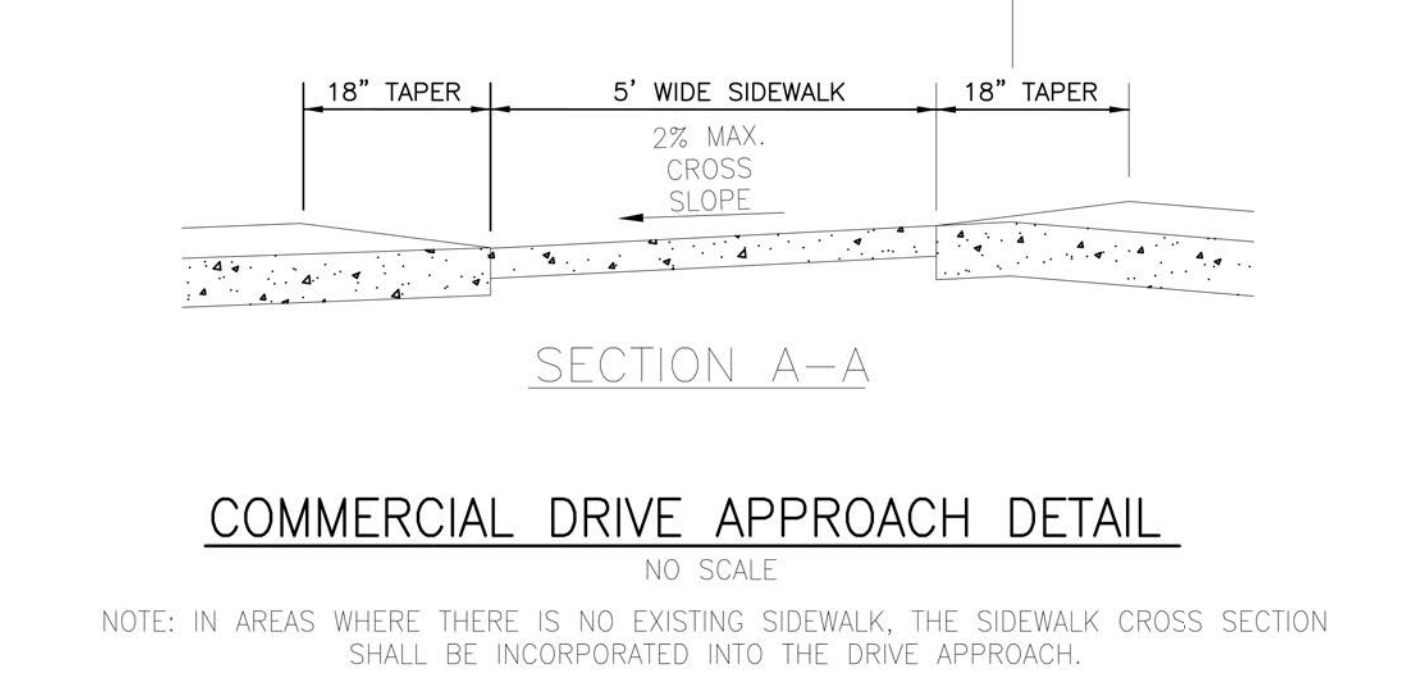 18” TAPER
5’ WIDE SIDEWALK
18” TAPER
2% MAX.
CROSS
SLOPE
SECTION A–A
COMMERCIAL DRIVE APPROACH DETAIL
NO SCALE
NOTE: IN AREAS WHERE THERE IS NO EXISTING SIDEWALK, THE SIDEWALK CROSS SECTION
SHALL BE INCORPORATED INTO THE DRIVE APPROACH.